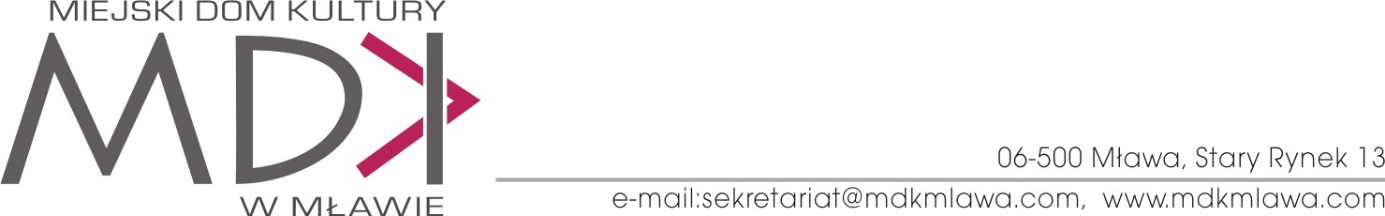 MIEJSKI DOM KULTURY
MDK
W MŁAWIE
06-500 Mława, Stary Rynek 13
e-mail:sekretariat@mdkmlawa.com, www.mdkmlawa.com